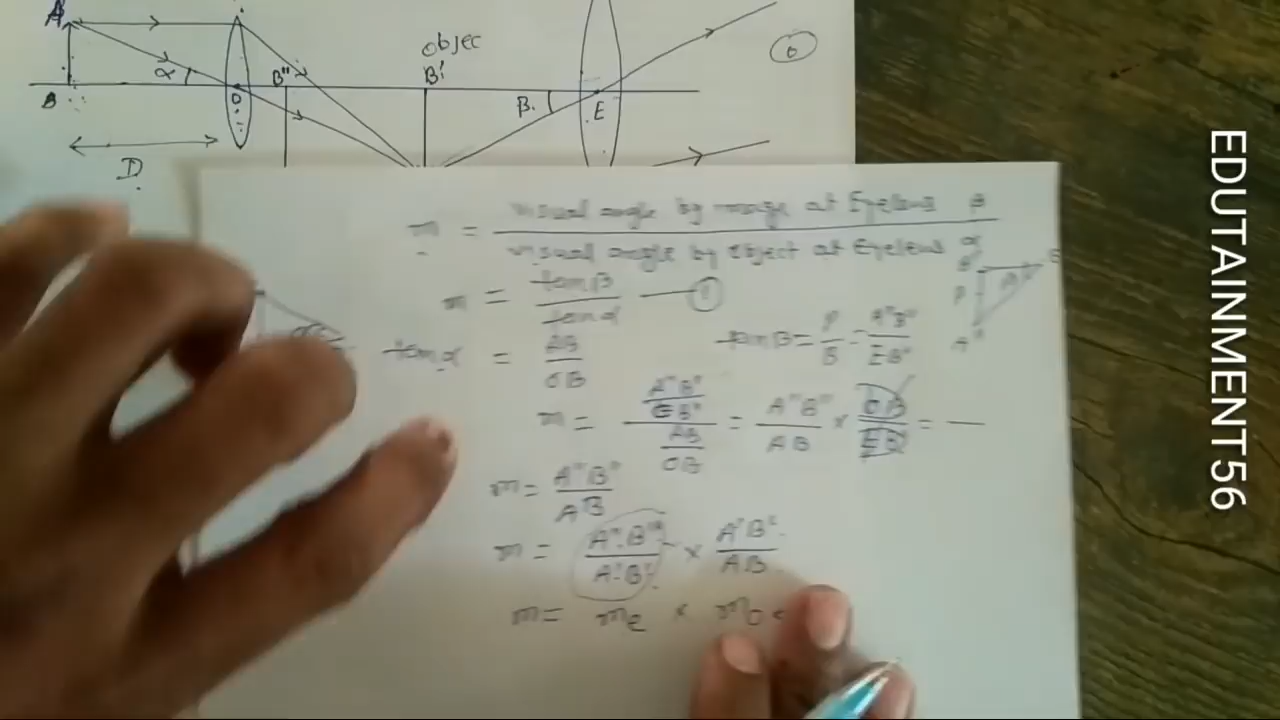 A
objec
α
B"
B'
6
B
O
β
E
D
m = visual angle by image at Eyelens β / visual angle by object at Eyelens α
m = tanβ / tanα — 1
tanα = AB / OB
tanβ = P / B = A"B" / EB"
m = A"B" / EB" / AB / OB = A"B" / AB × OB / EB" = —
m = A"B" / AB
m = A"B" / A'B' × A'B' / AB
m = me × mo
EDUTAINMENT56